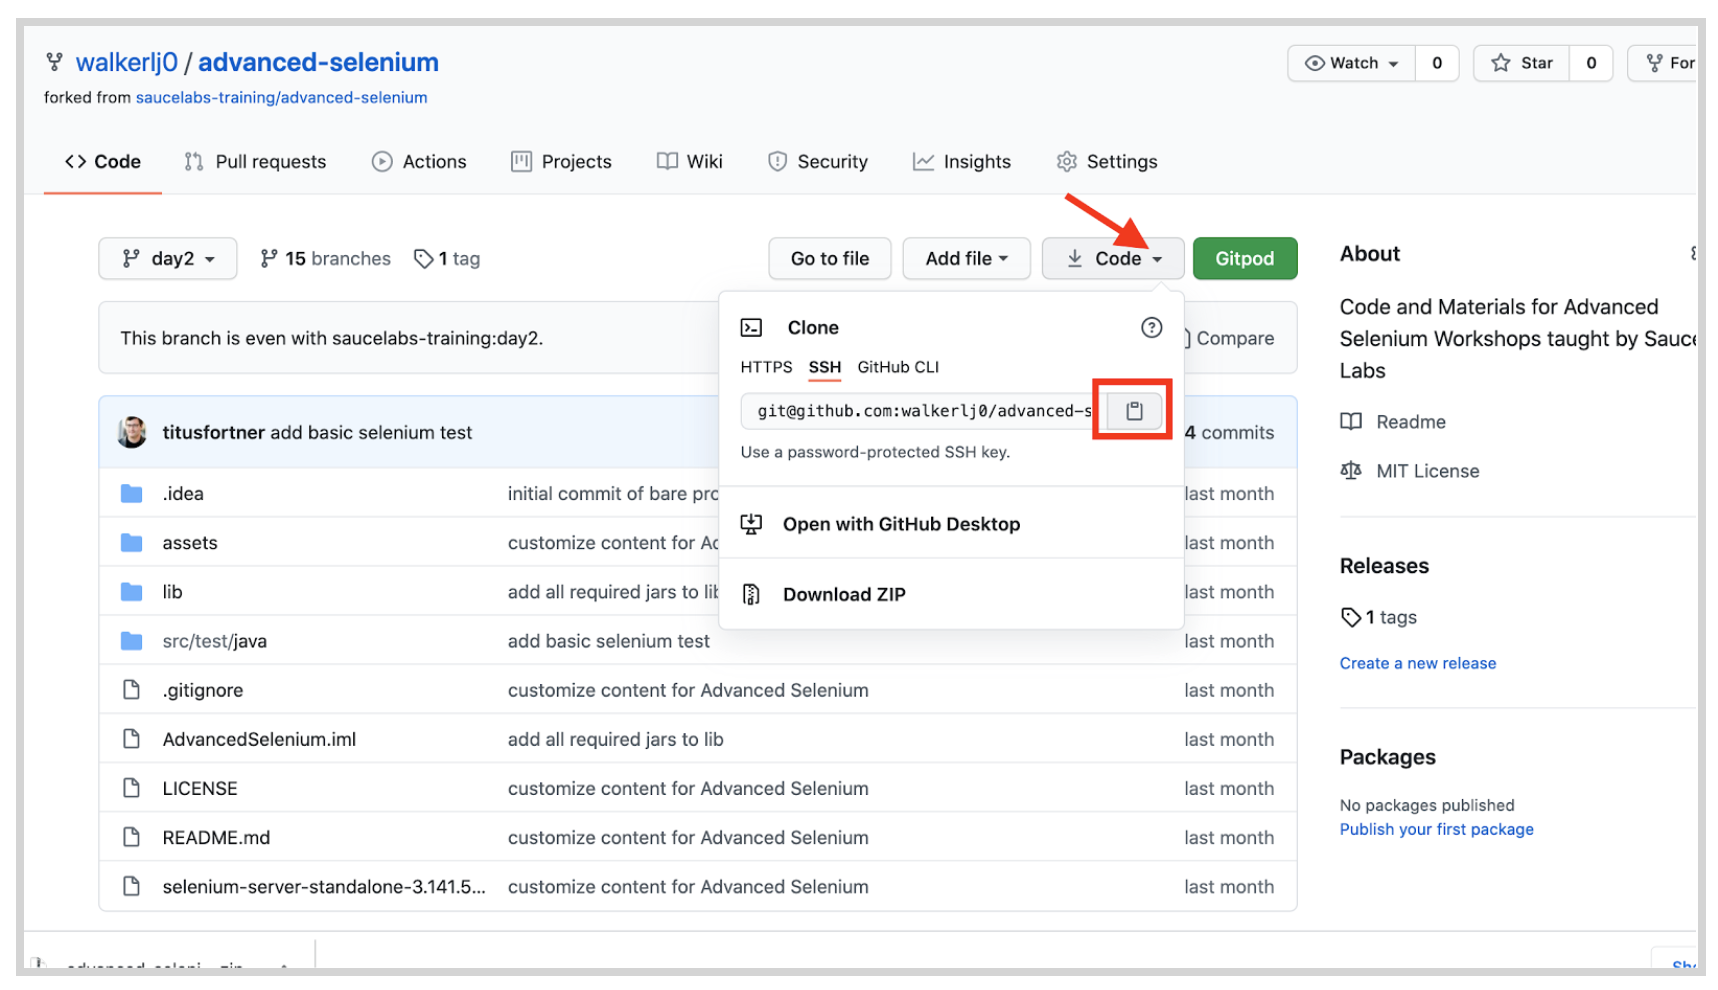 walkerlj0 / advanced-selenium
Watch 0 Star 0 For
forked from saucelabs-training/advanced-selenium
Code Pull requests Actions Projects Wiki Security Insights Settings
day2 15 branches 1 tag Go to file Add file Code Gitpod
This branch is even with saucelabs-training:day2. Compare
Clone
HTTPS SSH GitHub CLI
git@github.com:walkerlj0/advanced-s
Use a password-protected SSH key.
Open with GitHub Desktop
Download ZIP
titusfortner add basic selenium test 4 commits
.idea initial commit of bare pro last month
assets customize content for Ad last month
lib add all required jars to lib last month
src/test/java add basic selenium test last month
.gitignore customize content for Advanced Selenium last month
AdvancedSelenium.iml add all required jars to lib last month
LICENSE customize content for Advanced Selenium last month
README.md customize content for Advanced Selenium last month
selenium-server-standalone-3.141.5... customize content for Advanced Selenium last month
About
Code and Materials for Advanced
Selenium Workshops taught by Sauce
Labs
Readme
MIT License
Releases
1 tags
Create a new release
Packages
No packages published
Publish your first package